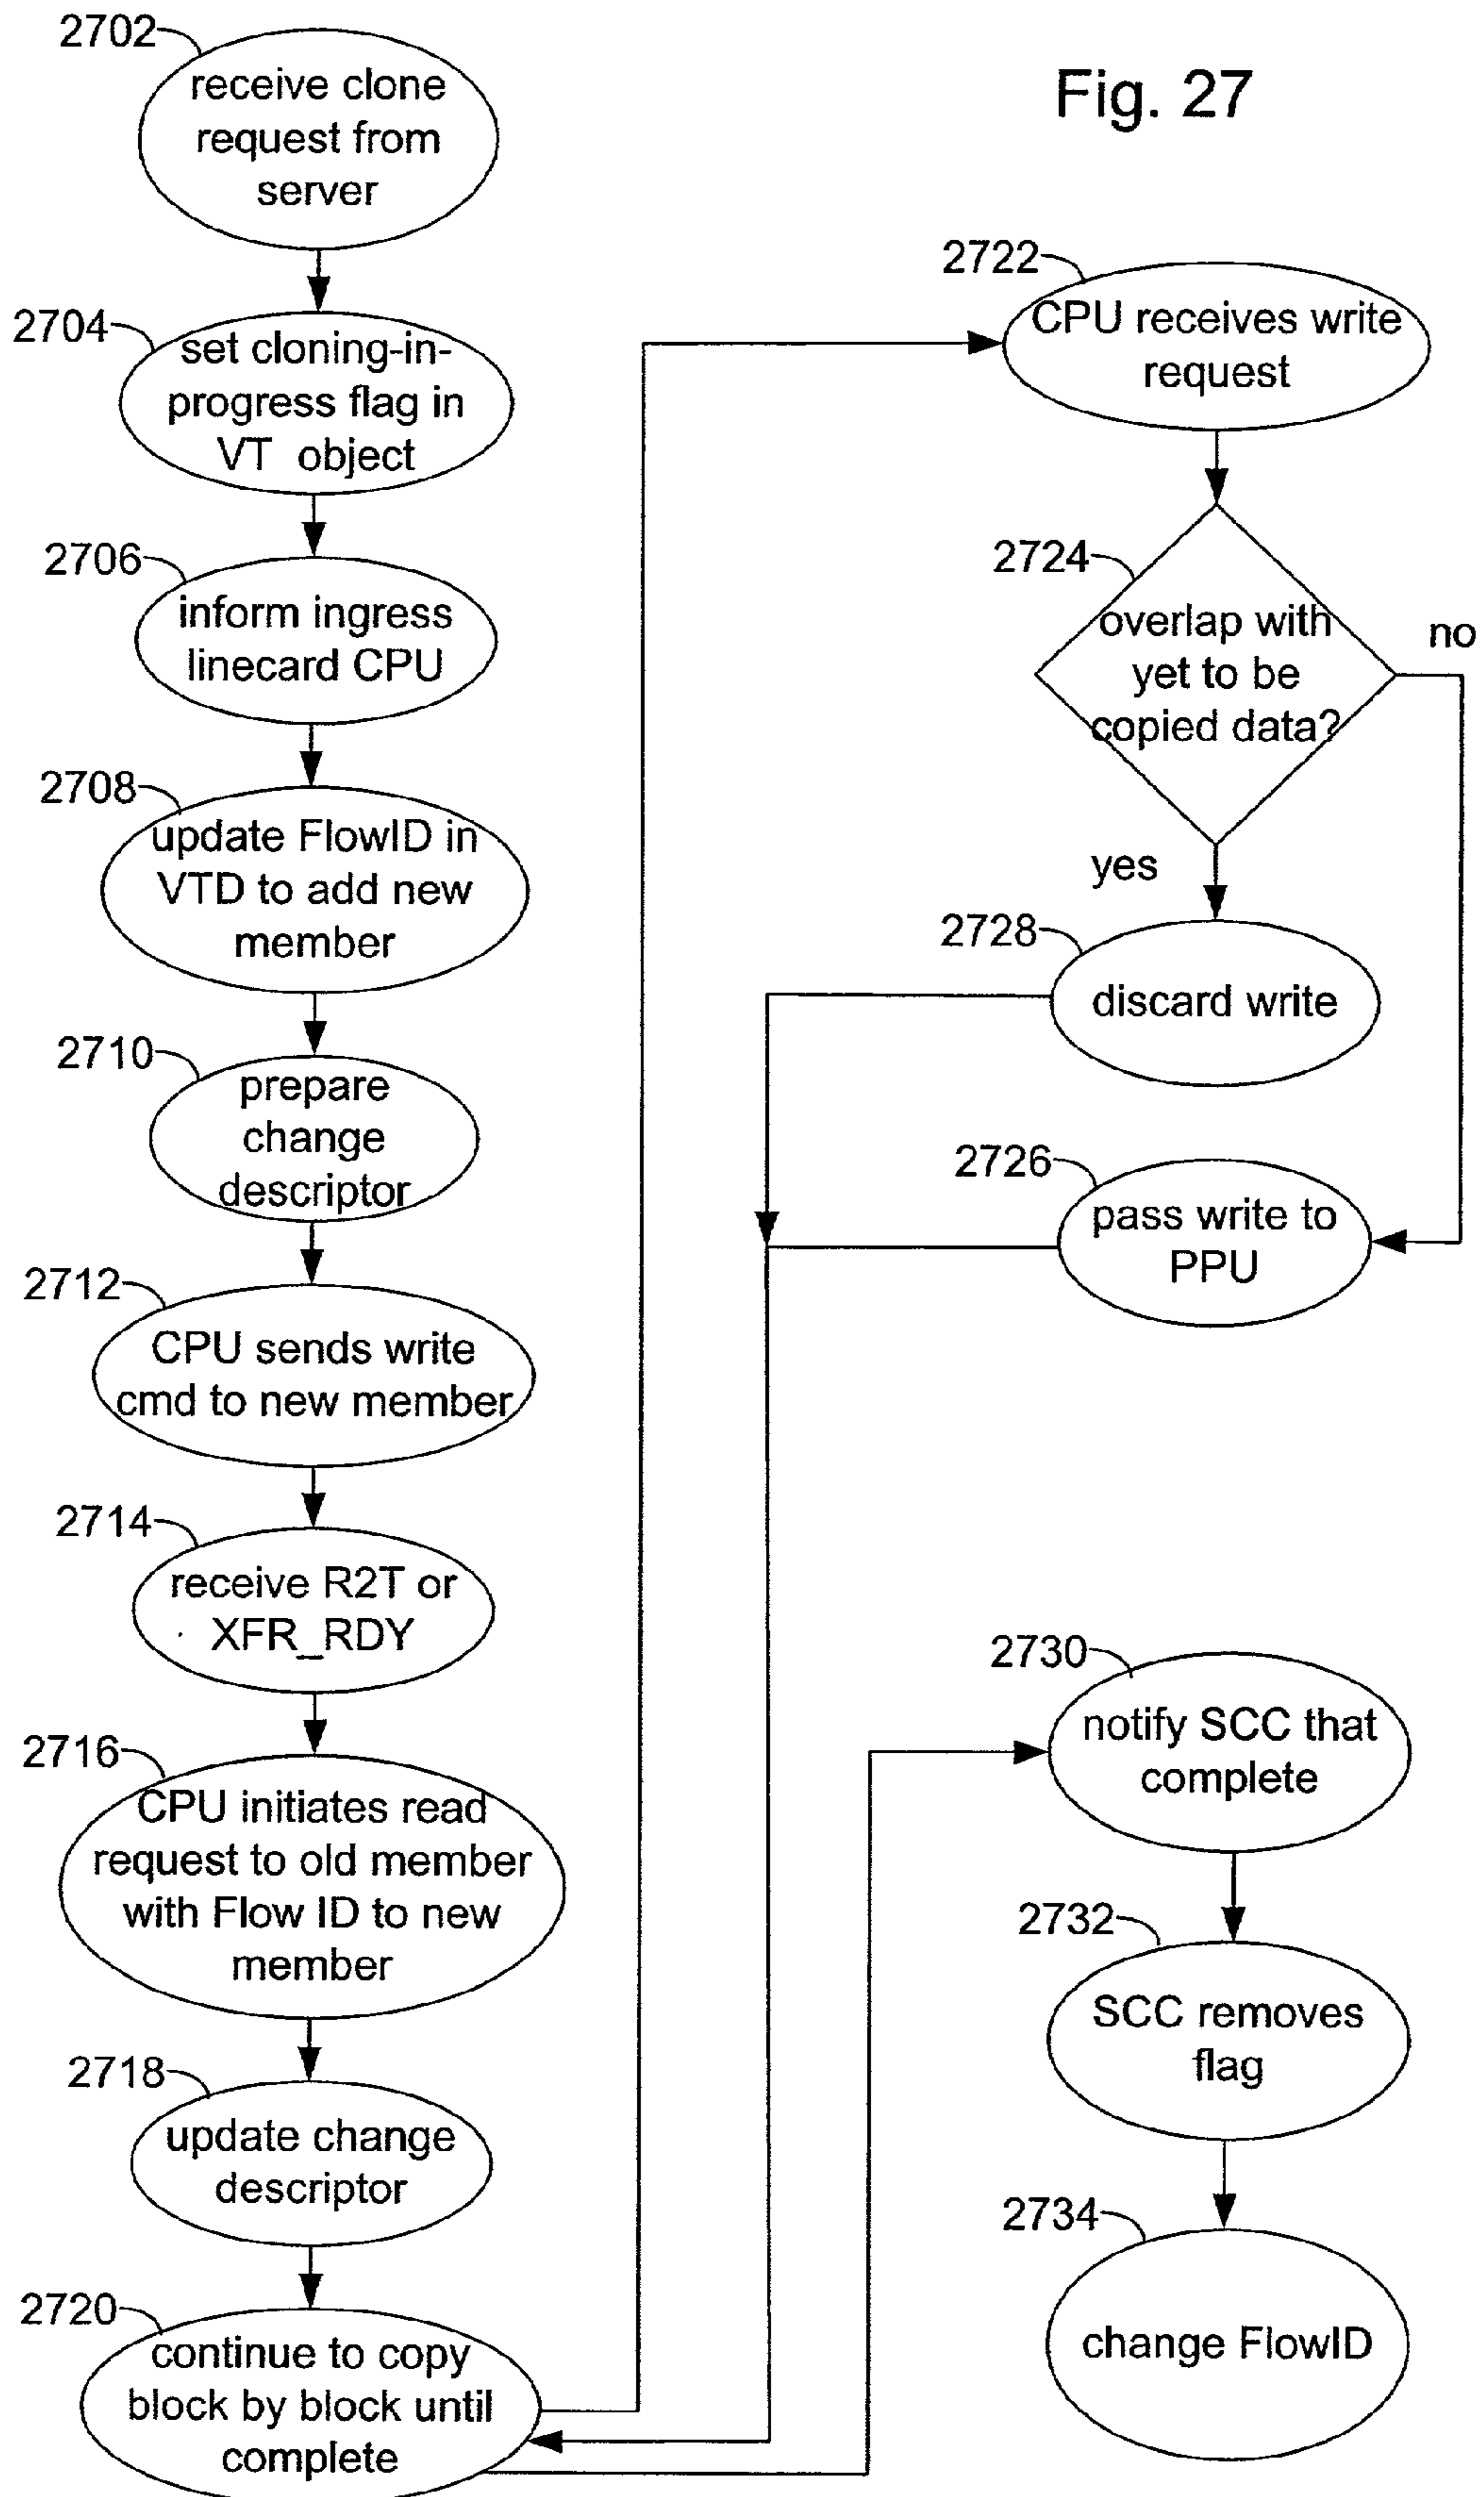 Fig. 27
2702
receive clone
request from
server
2704
set cloning-in-
progress flag in
VT object
2706
inform ingress
linecard CPU
2708
update FlowID in
VTD to add new
member
2710
prepare
change
descriptor
2712
CPU sends write
cmd to new member
2714
receive R2T or
XFR_RDY
2716
CPU initiates read
request to old member
with Flow ID to new
member
2718
update change
descriptor
2720
continue to copy
block by block until
complete
2722
CPU receives write
request
2724
overlap with
yet to be
copied data?
no
yes
2728
discard write
2726
pass write to
PPU
2730
notify SCC that
complete
2732
SCC removes
flag
2734
change FlowID